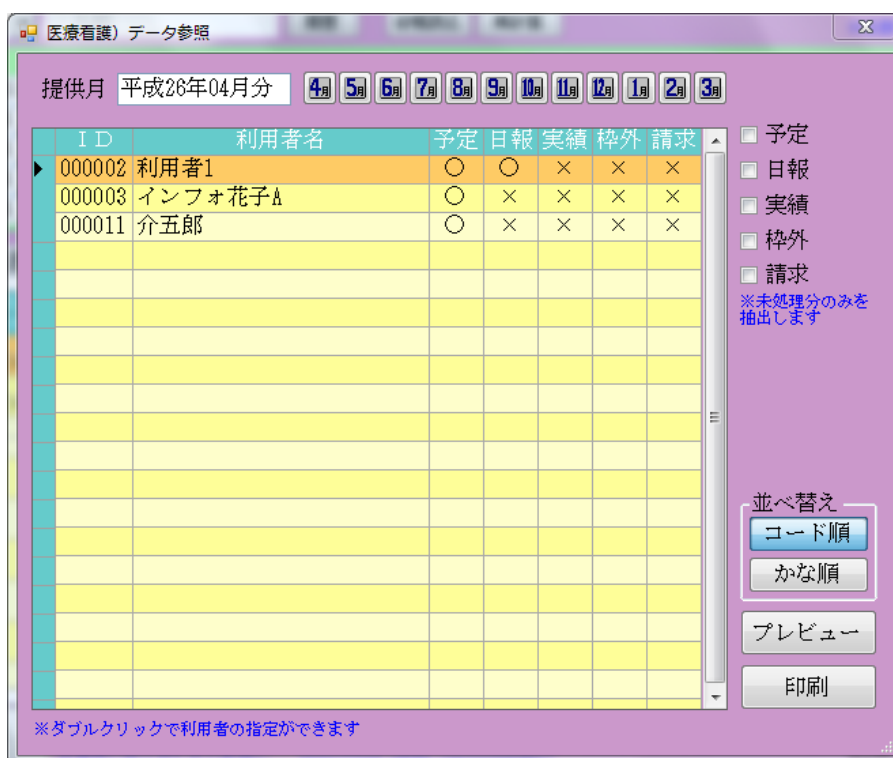 医療看護）データ参照
提供月 平成26年04月分 4月 5月 6月 7月 8月 9月 10月 11月 12月 1月 2月 3月
ＩＤ 利用者名 予定 日報 実績 枠外 請求
000002 利用者1 ○ ○ × × ×
000003 インフォ花子A ○ × × × ×
000011 介五郎 ○ × × × ×
予定
日報
実績
枠外
請求
※未処理分のみを
抽出します
並べ替え
コード順
かな順
プレビュー
印刷
※ダブルクリックで利用者の指定ができます